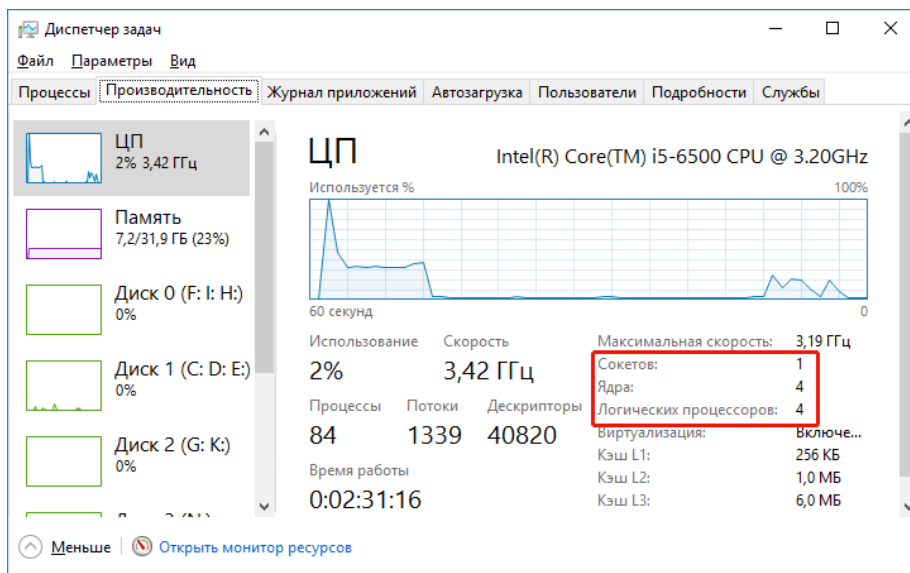 Диспетчер задач
Файл Параметры Вид
Процессы Производительность Журнал приложений Автозагрузка Пользователи Подробности Службы
ЦП
2% 3,42 ГГц
Память
7,2/31,9 ГБ (23%)
Диск 0 (F: I: H:)
0%
Диск 1 (C: D: E:)
0%
Диск 2 (G: K:)
0%
ЦП Intel(R) Core(TM) i5-6500 CPU @ 3.20GHz
Используется % 100%
60 секунд 0
Использование Скорость
2% 3,42 ГГц
Процессы Потоки Дескрипторы
84 1339 40820
Время работы
0:02:31:16
Максимальная скорость: 3,19 ГГц
Сокетов: 1
Ядра: 4
Логических процессоров: 4
Виртуализация: Включе...
Кэш L1: 256 КБ
Кэш L2: 1,0 МБ
Кэш L3: 6,0 МБ
Меньше Открыть монитор ресурсов